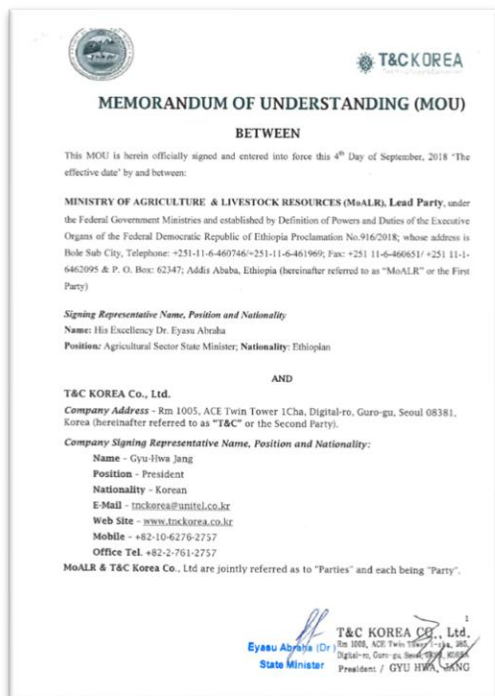 T&C KOREA
MEMORANDUM OF UNDERSTANDING (MOU)
BETWEEN
This MOU is herein officially signed and entered into force this 4th Day of September, 2018 'The
effective date' by and between:
MINISTRY OF AGRICULTURE & LIVESTOCK RESOURCES (MoALR), Lead Party, under
the Federal Government Ministries and established by Definition of Powers and Duties of the Executive
Organs of the Federal Democratic Republic of Ethiopia Proclamation No.916/2018; whose address is
Bole Sub City, Telephone: +251-11-6-460746/+251-11-6-461969; Fax: +251 11-6-460651/ +251 11-1-
6462095 & P. O. Box: 62347; Addis Ababa, Ethiopia (hereinafter referred to as "MoALR" or the First
Party)
Signing Representative Name, Position and Nationality
Name: His Excellency Dr. Eyasu Abraha
Position: Agricultural Sector State Minister; Nationality: Ethiopian
AND
T&C KOREA Co., Ltd.
Company Address - Rm 1005, ACE Twin Tower 1Cha, Digital-ro, Guro-gu, Seoul 08381,
Korea (hereinafter referred to as "T&C" or the Second Party).
Company Signing Representative Name, Position and Nationality:
Name - Gyu-Hwa Jang
Position - President
Nationality - Korean
E-Mail - tnckorea@unitel.co.kr
Web Site - www.tnckorea.co.kr
Mobile - +82-10-6276-2757
Office Tel. +82-2-761-2757
MoALR & T&C Korea Co., Ltd are jointly referred to as "Parties" and each being "Party".
1
Eyasu Abraha (Dr)
State Minister
T&C KOREA CO., Ltd.
President / GYU HWA, JANG